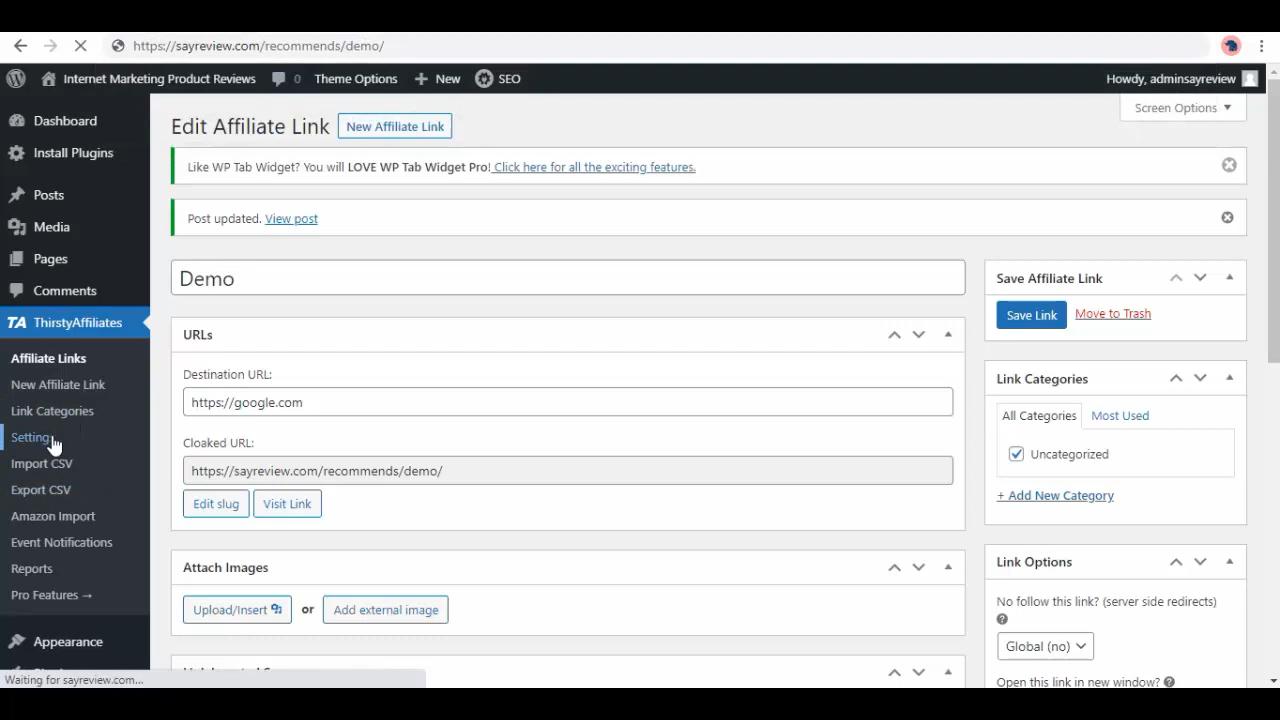 https://sayreview.com/recommends/demo/
Internet Marketing Product Reviews 0 Theme Options New SEO Howdy, adminsayreview
Screen Options
Dashboard
Install Plugins
Posts
Media
Pages
Comments
TA ThirstyAffiliates
Affiliate Links
New Affiliate Link
Link Categories
Setting
Import CSV
Export CSV
Amazon Import
Event Notifications
Reports
Pro Features →
Appearance
Edit Affiliate Link New Affiliate Link
Like WP Tab Widget? You will LOVE WP Tab Widget Pro! Click here for all the exciting features.
Post updated. View post
Demo
URLs
Destination URL:
https://google.com
Cloaked URL:
https://sayreview.com/recommends/demo/
Edit slug Visit Link
Attach Images
Upload/Insert or Add external image
Save Affiliate Link
Save Link Move to Trash
Link Categories
All Categories Most Used
Uncategorized
+ Add New Category
Link Options
No follow this link? (server side redirects)
Global (no)
Open this link in new window?
Waiting for sayreview.com...